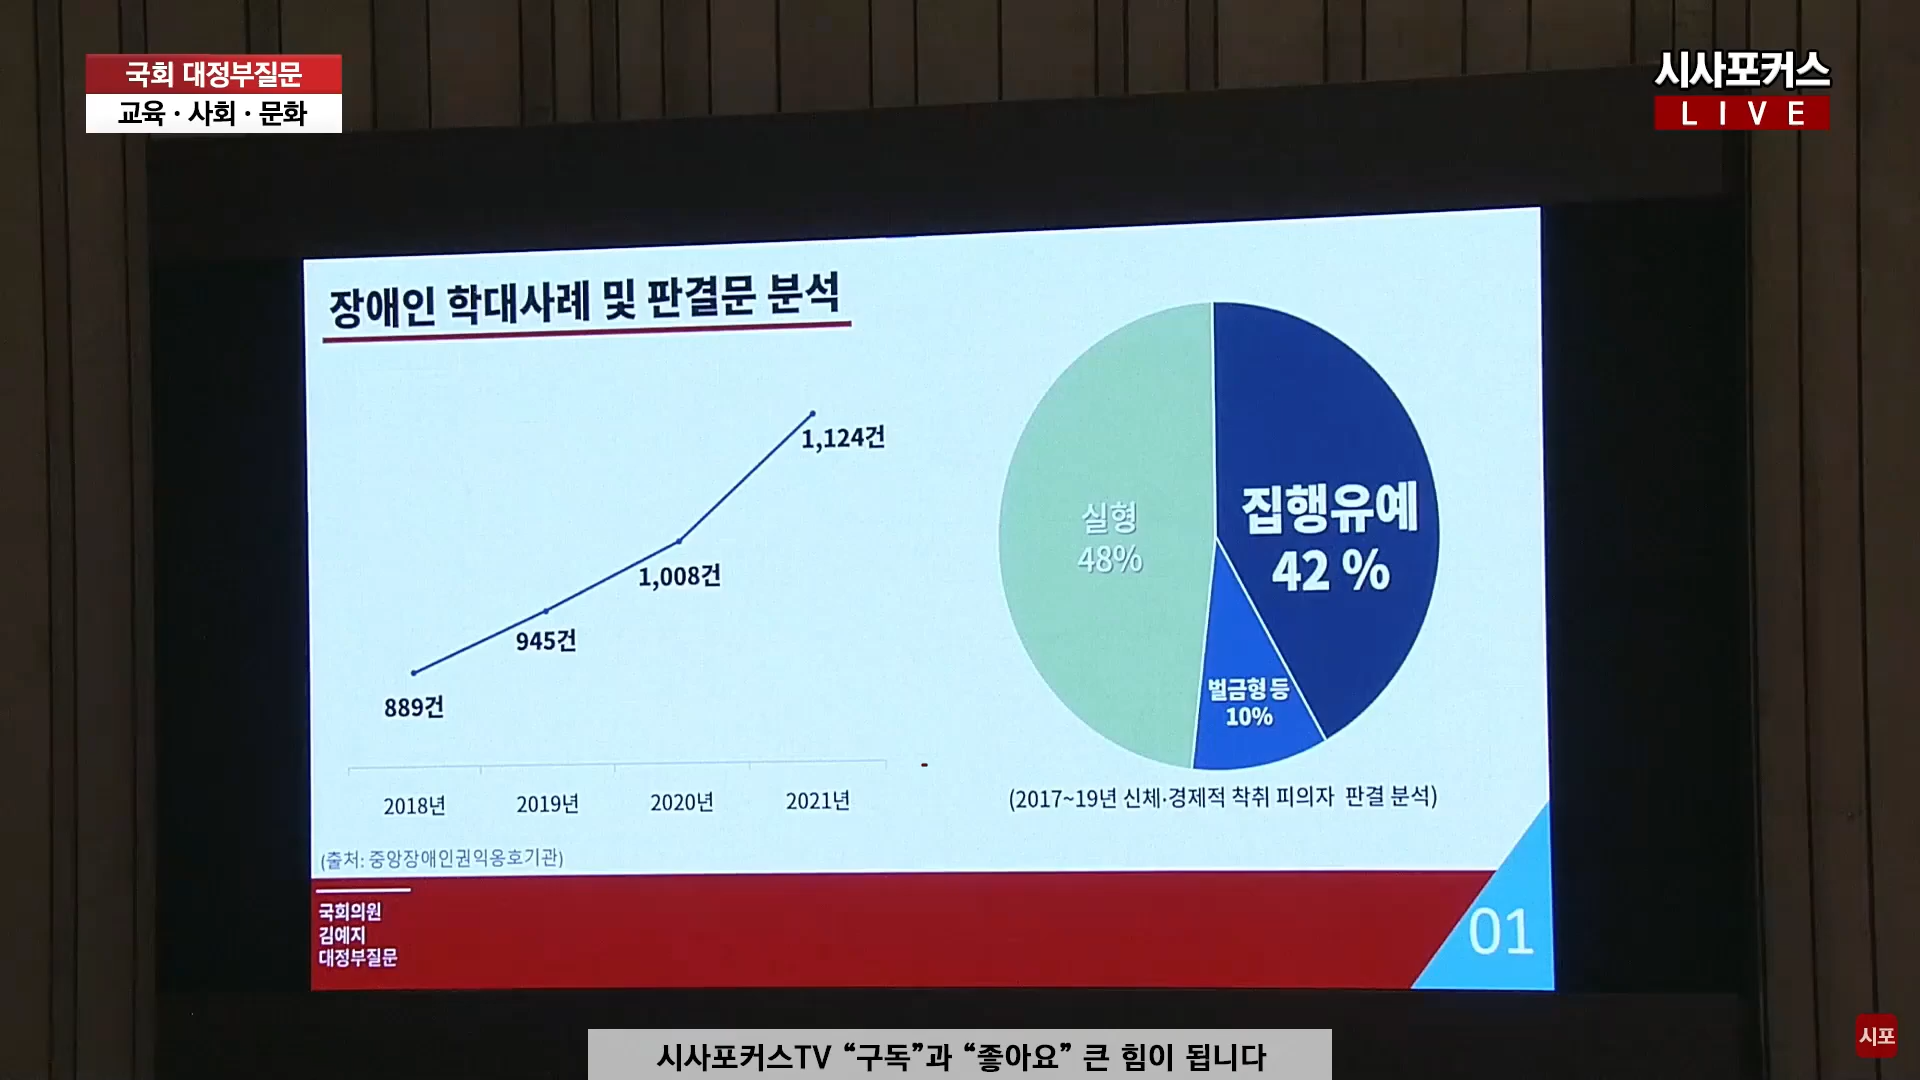 국회 대정부질문
교육·사회·문화
시사포커스
LIVE
장애인 학대사례 및 판결문 분석
1,124건
1,008건
945건
889건
2018년
2019년
2020년
2021년
(출처: 중앙장애인권익옹호기관)
실형
48%
집행유예
42 %
벌금형 등
10%
(2017~19년 신체·경제적 착취 피의자 판결 분석)
국회의원
김예지
대정부질문
01
시포
시사포커스TV “구독”과 “좋아요” 큰 힘이 됩니다